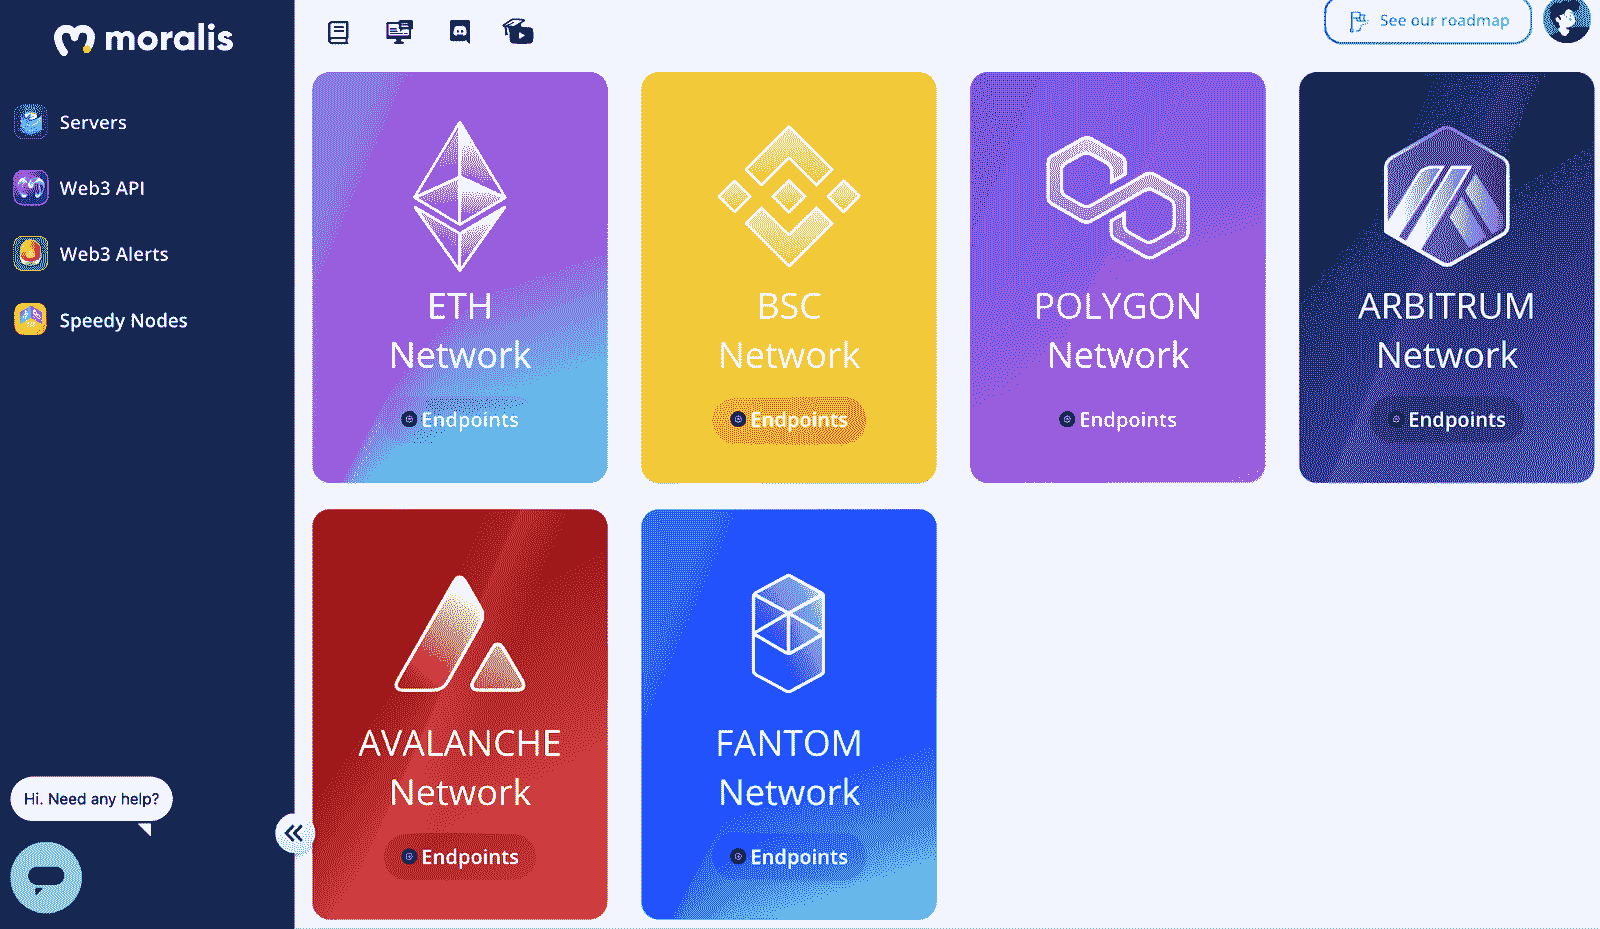 moralis
See our roadmap
Servers
Web3 API
Web3 Alerts
Speedy Nodes
ETH
Network
Endpoints
BSC
Network
Endpoints
POLYGON
Network
Endpoints
ARBITRUM
Network
Endpoints
AVALANCHE
Network
Endpoints
FANTOM
Network
Endpoints
Hi. Need any help?